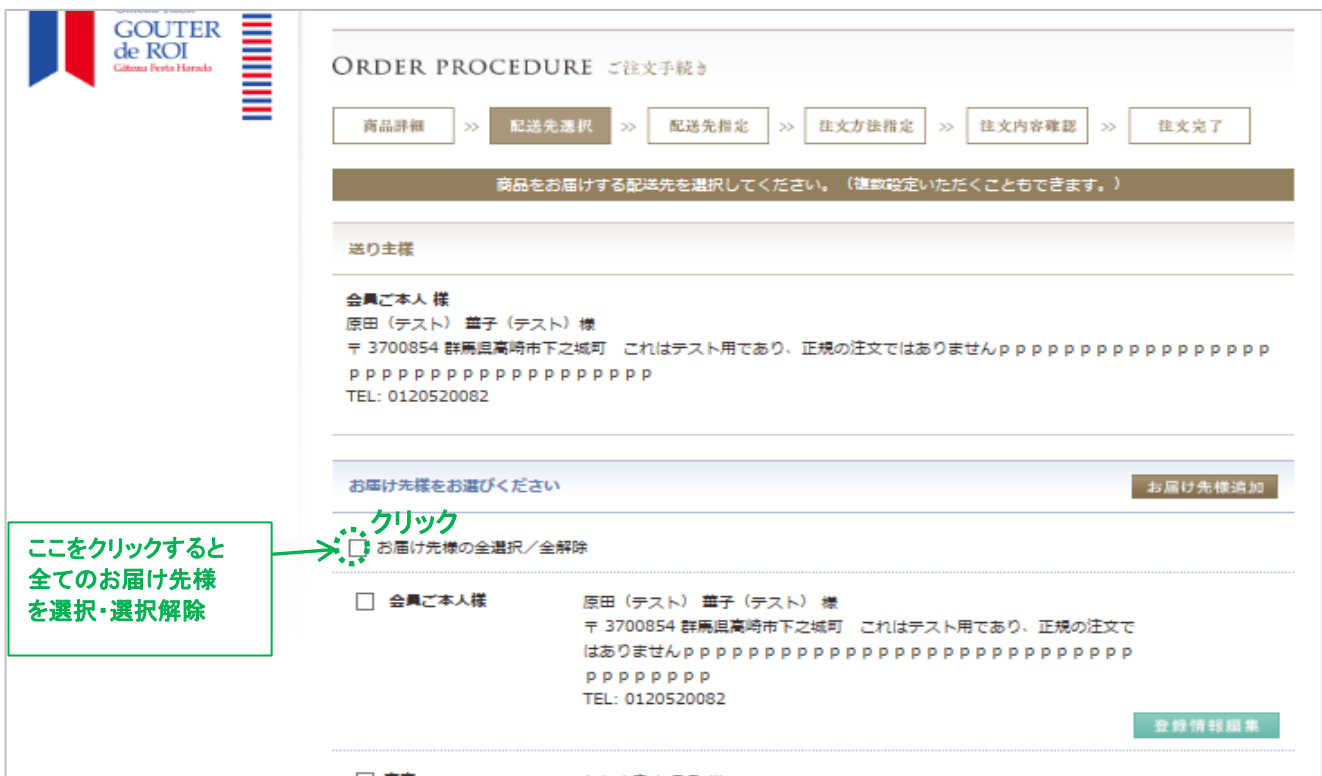 GOUTER
de ROI
Gâteau Festa Harada
ORDER PROCEDURE ご注文手続き
商品詳細 >> 配送先選択 >> 配送先指定 >> 注文方法指定 >> 注文内容確認 >> 注文完了
商品をお届けする配送先を選択してください。（複数設定いただくこともできます。）
送り主様
会員ご本人 様
原田（テスト） 華子（テスト）様
〒 3700854 群馬県高崎市下之城町　これはテスト用であり、正規の注文ではありませんｐｐｐｐｐｐｐｐｐｐｐｐｐｐｐｐｐ
ｐｐｐｐｐｐｐｐｐｐｐｐｐｐｐｐｐｐｐ
TEL: 0120520082
お届け先様をお選びください
お届け先様追加
クリック
ここをクリックすると
全てのお届け先様
を選択・選択解除
お届け先様の全選択／全解除
会員ご本人様
原田（テスト） 華子（テスト） 様
〒 3700854 群馬県高崎市下之城町　これはテスト用であり、正規の注文で
はありませんｐｐｐｐｐｐｐｐｐｐｐｐｐｐｐｐｐｐｐｐｐｐｐｐｐｐｐｐ
ｐｐｐｐｐｐｐｐ
TEL: 0120520082
登録情報編集